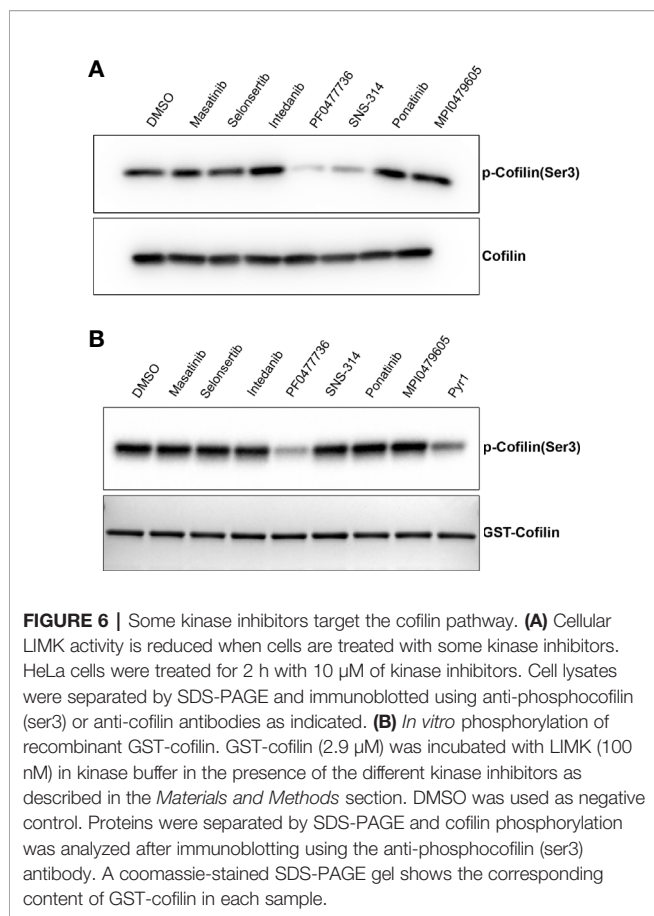 A
DMSO
Masatinib
Selonsertib
Intedanib
PF0477736
SNS-314
Ponatinib
MPI0479605
p-Cofilin(Ser3)
Cofilin
B
DMSO
Masatinib
Selonsertib
Intedanib
PF0477736
SNS-314
Ponatinib
MPI0479605
Pyr1
p-Cofilin(Ser3)
GST-Cofilin
FIGURE 6 | Some kinase inhibitors target the cofilin pathway. (A) Cellular
LIMK activity is reduced when cells are treated with some kinase inhibitors.
HeLa cells were treated for 2 h with 10 µM of kinase inhibitors. Cell lysates
were separated by SDS-PAGE and immunoblotted using anti-phosphocofilin
(ser3) or anti-cofilin antibodies as indicated. (B) In vitro phosphorylation of
recombinant GST-cofilin. GST-cofilin (2.9 µM) was incubated with LIMK (100
nM) in kinase buffer in the presence of the different kinase inhibitors as
described in the Materials and Methods section. DMSO was used as negative
control. Proteins were separated by SDS-PAGE and cofilin phosphorylation
was analyzed after immunoblotting using the anti-phosphocofilin (ser3)
antibody. A coomassie-stained SDS-PAGE gel shows the corresponding
content of GST-cofilin in each sample.